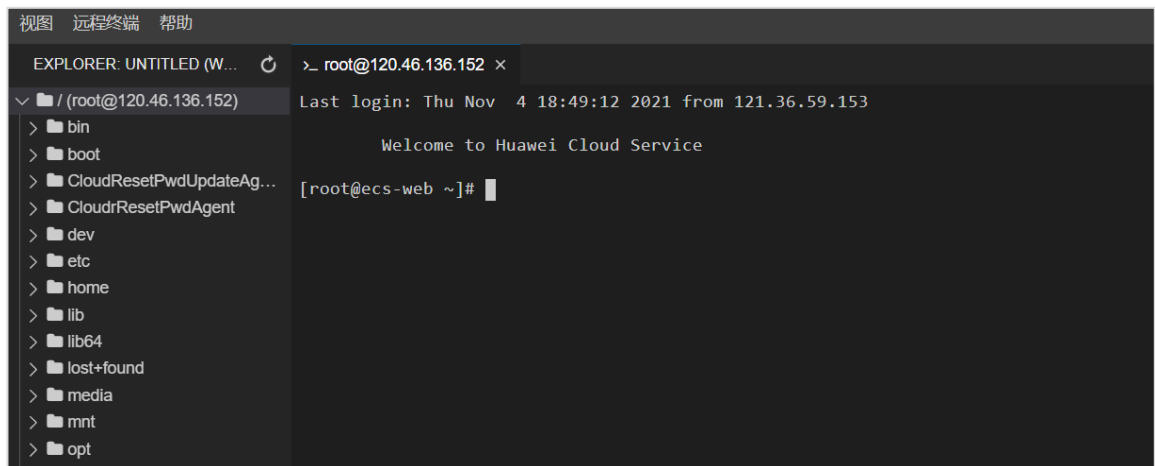 视图 远程终端 帮助
EXPLORER: UNTITLED (W...
>_ root@120.46.136.152 ×
/ (root@120.46.136.152)
bin
boot
CloudResetPwdUpdateAg...
CloudrResetPwdAgent
dev
etc
home
lib
lib64
lost+found
media
mnt
opt
Last login: Thu Nov  4 18:49:12 2021 from 121.36.59.153
Welcome to Huawei Cloud Service
[root@ecs-web ~]#